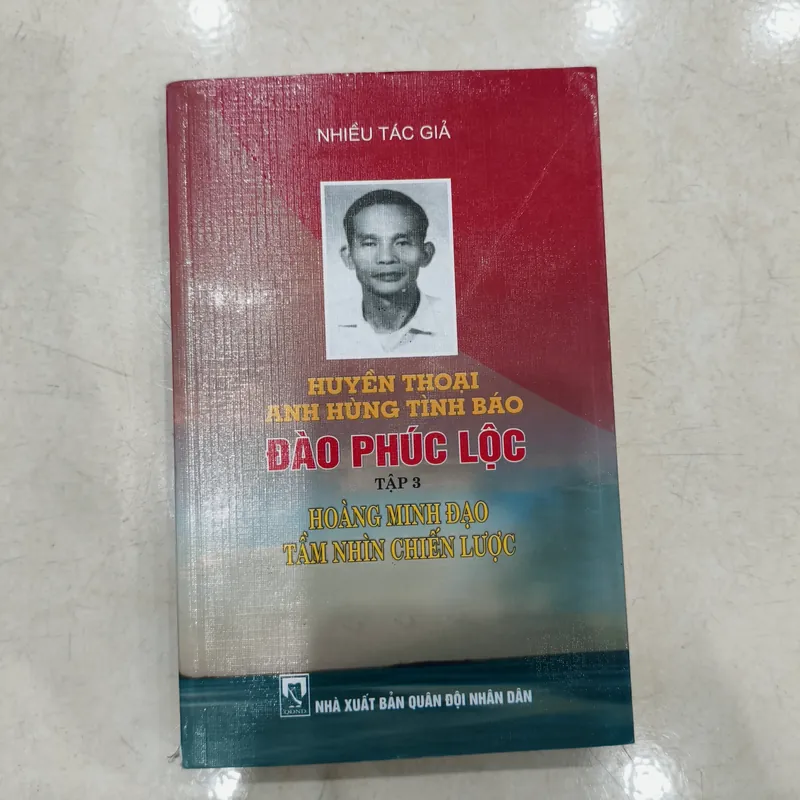 NHIỀU TÁC GIẢ
HUYỀN THOẠI
ANH HÙNG TÌNH BÁO
ĐÀO PHÚC LỘC
TẬP 3
HOÀNG MINH ĐẠO
TẦM NHÌN CHIẾN LƯỢC
QĐND
NHÀ XUẤT BẢN QUÂN ĐỘI NHÂN DÂN